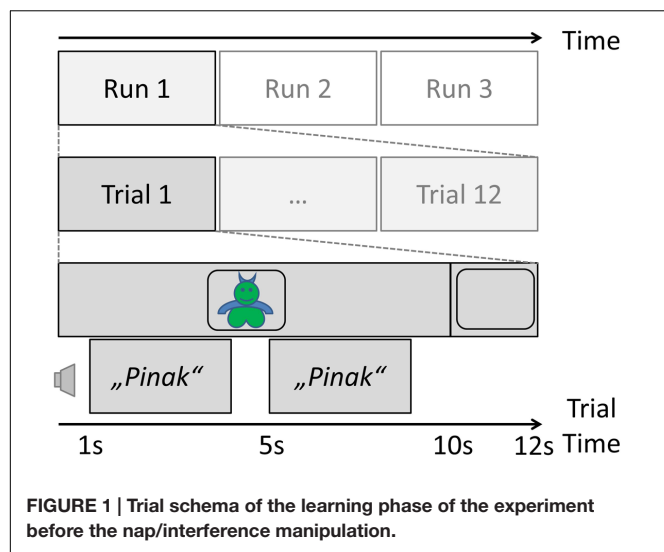 Time
Run 1 Run 2 Run 3
Trial 1 ... Trial 12
„Pinak“ „Pinak“
Trial
1s 5s 10s 12s Time
FIGURE 1 | Trial schema of the learning phase of the experiment
before the nap/interference manipulation.